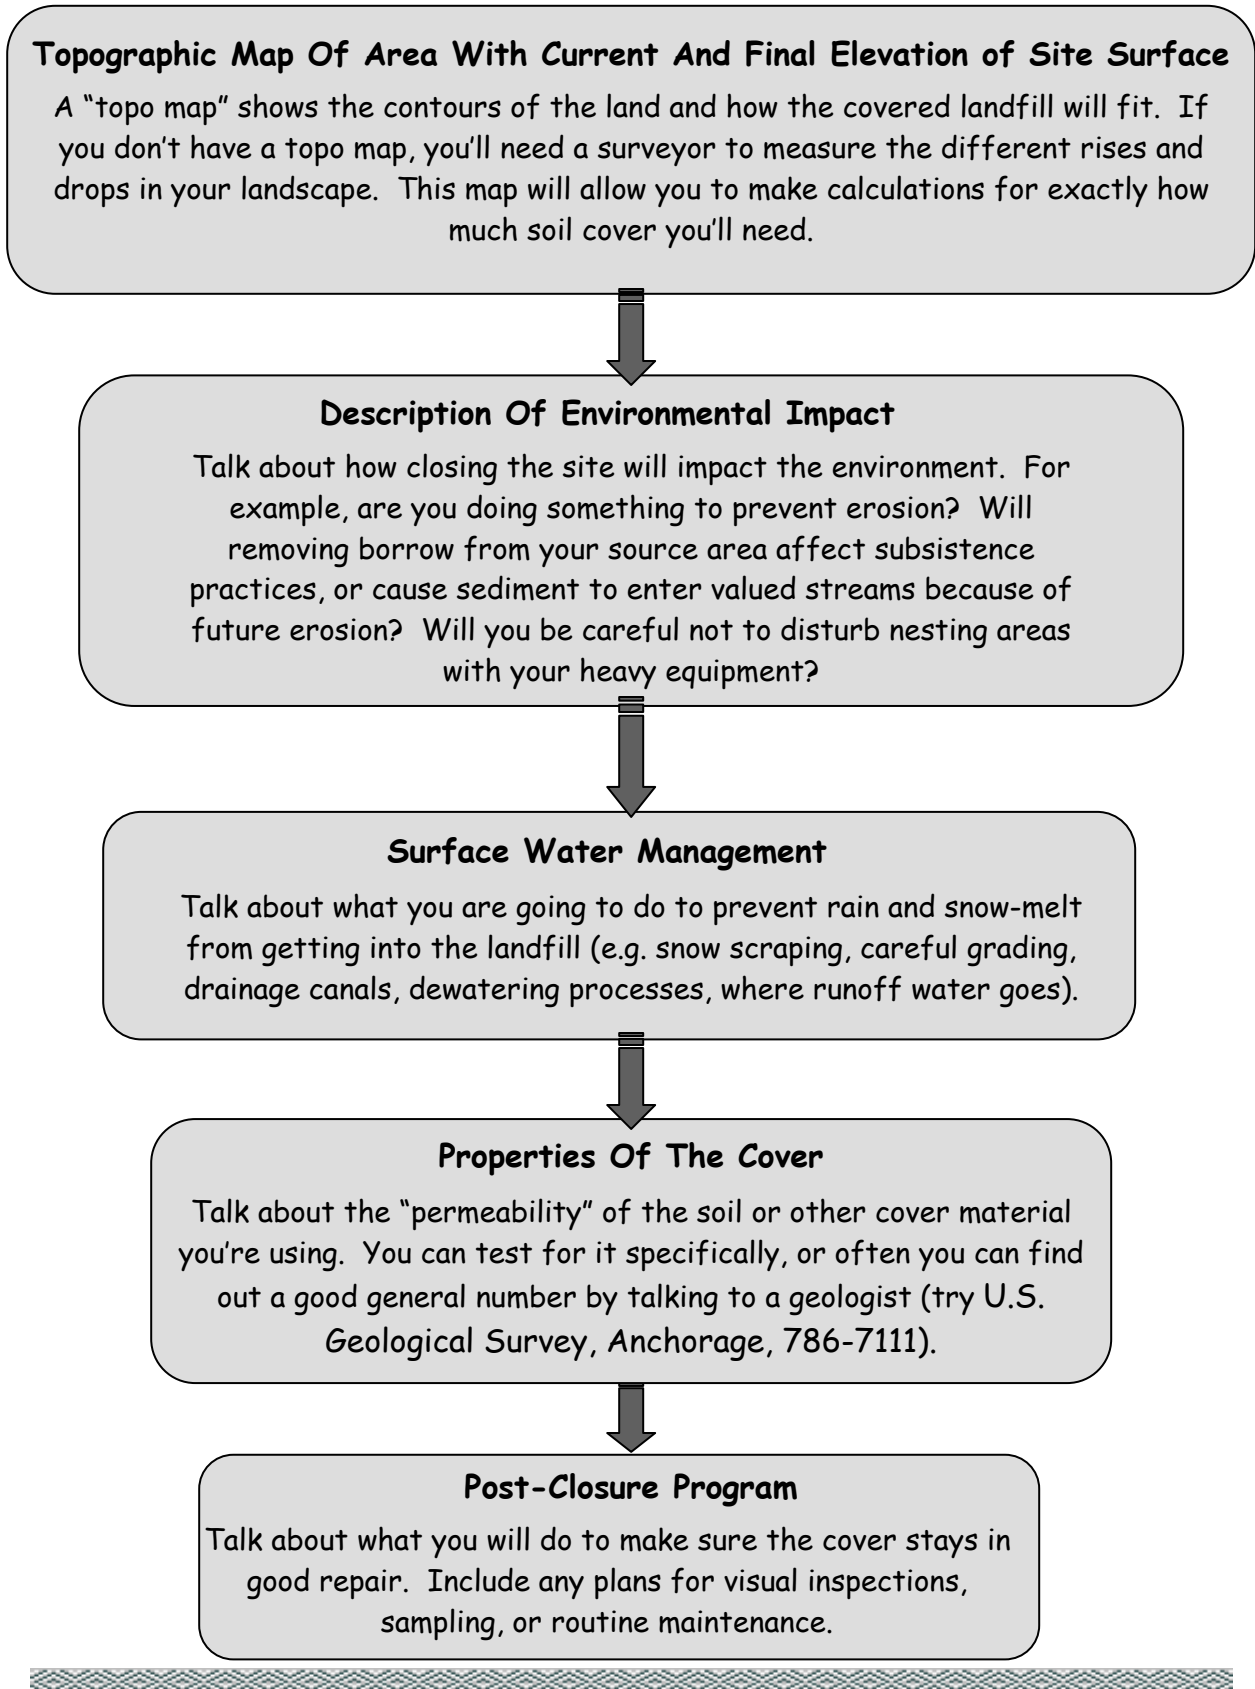 Topographic Map Of Area With Current And Final Elevation of Site Surface
A “topo map” shows the contours of the land and how the covered landfill will fit.  If
you don’t have a topo map, you’ll need a surveyor to measure the different rises and
drops in your landscape.  This map will allow you to make calculations for exactly how
much soil cover you’ll need.
Description Of Environmental Impact
Talk about how closing the site will impact the environment.  For
example, are you doing something to prevent erosion?  Will
removing borrow from your source area affect subsistence
practices, or cause sediment to enter valued streams because of
future erosion?  Will you be careful not to disturb nesting areas
with your heavy equipment?
Surface Water Management
Talk about what you are going to do to prevent rain and snow-melt
from getting into the landfill (e.g. snow scraping, careful grading,
drainage canals, dewatering processes, where runoff water goes).
Properties Of The Cover
Talk about the “permeability” of the soil or other cover material
you’re using.  You can test for it specifically, or often you can find
out a good general number by talking to a geologist (try U.S.
Geological Survey, Anchorage, 786-7111).
Post-Closure Program
Talk about what you will do to make sure the cover stays in
good repair.  Include any plans for visual inspections,
sampling, or routine maintenance.